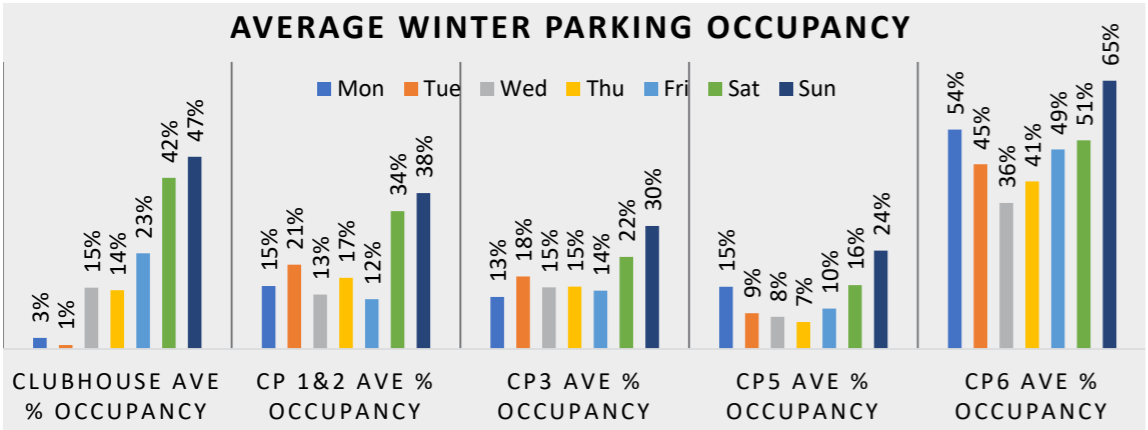 AVERAGE WINTER PARKING OCCUPANCY
Mon Tue Wed Thu Fri Sat Sun
3% 1% 15% 14% 23% 42% 47%
15% 21% 13% 17% 12% 34% 38%
13% 18% 15% 15% 14% 22% 30%
15% 9% 8% 7% 10% 16% 24%
54% 45% 36% 41% 49% 51% 65%
CLUBHOUSE AVE
% OCCUPANCY
CP 1&2 AVE %
OCCUPANCY
CP3 AVE %
OCCUPANCY
CP5 AVE %
OCCUPANCY
CP6 AVE %
OCCUPANCY